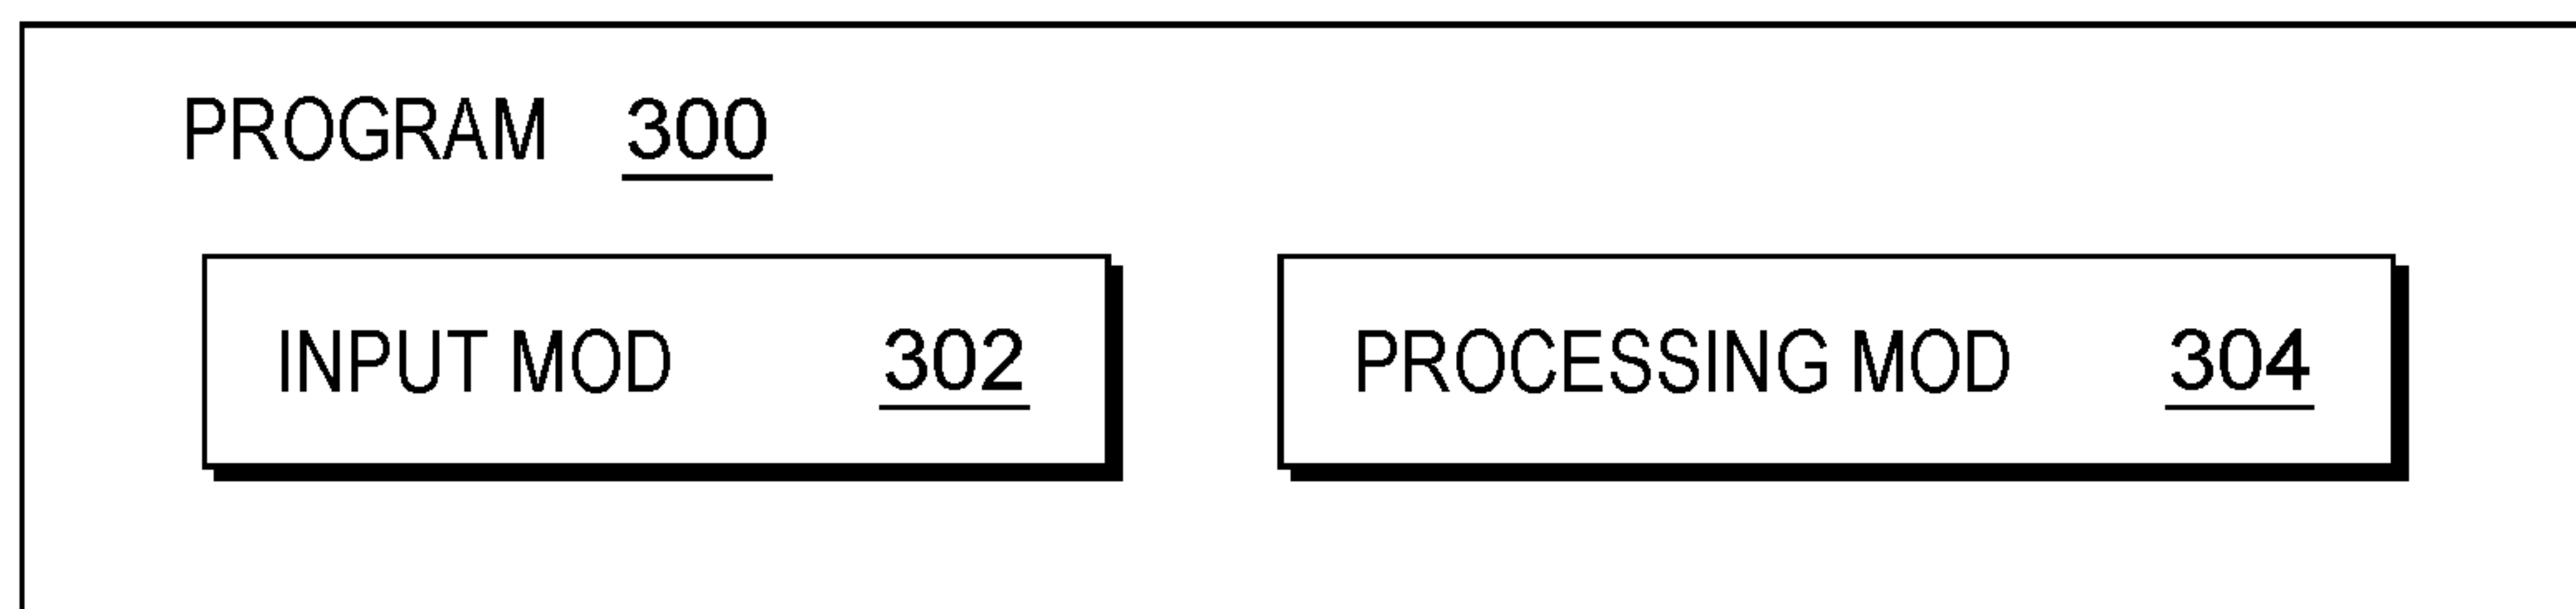 PROGRAM 300
INPUT MOD 302 PROCESSING MOD 304